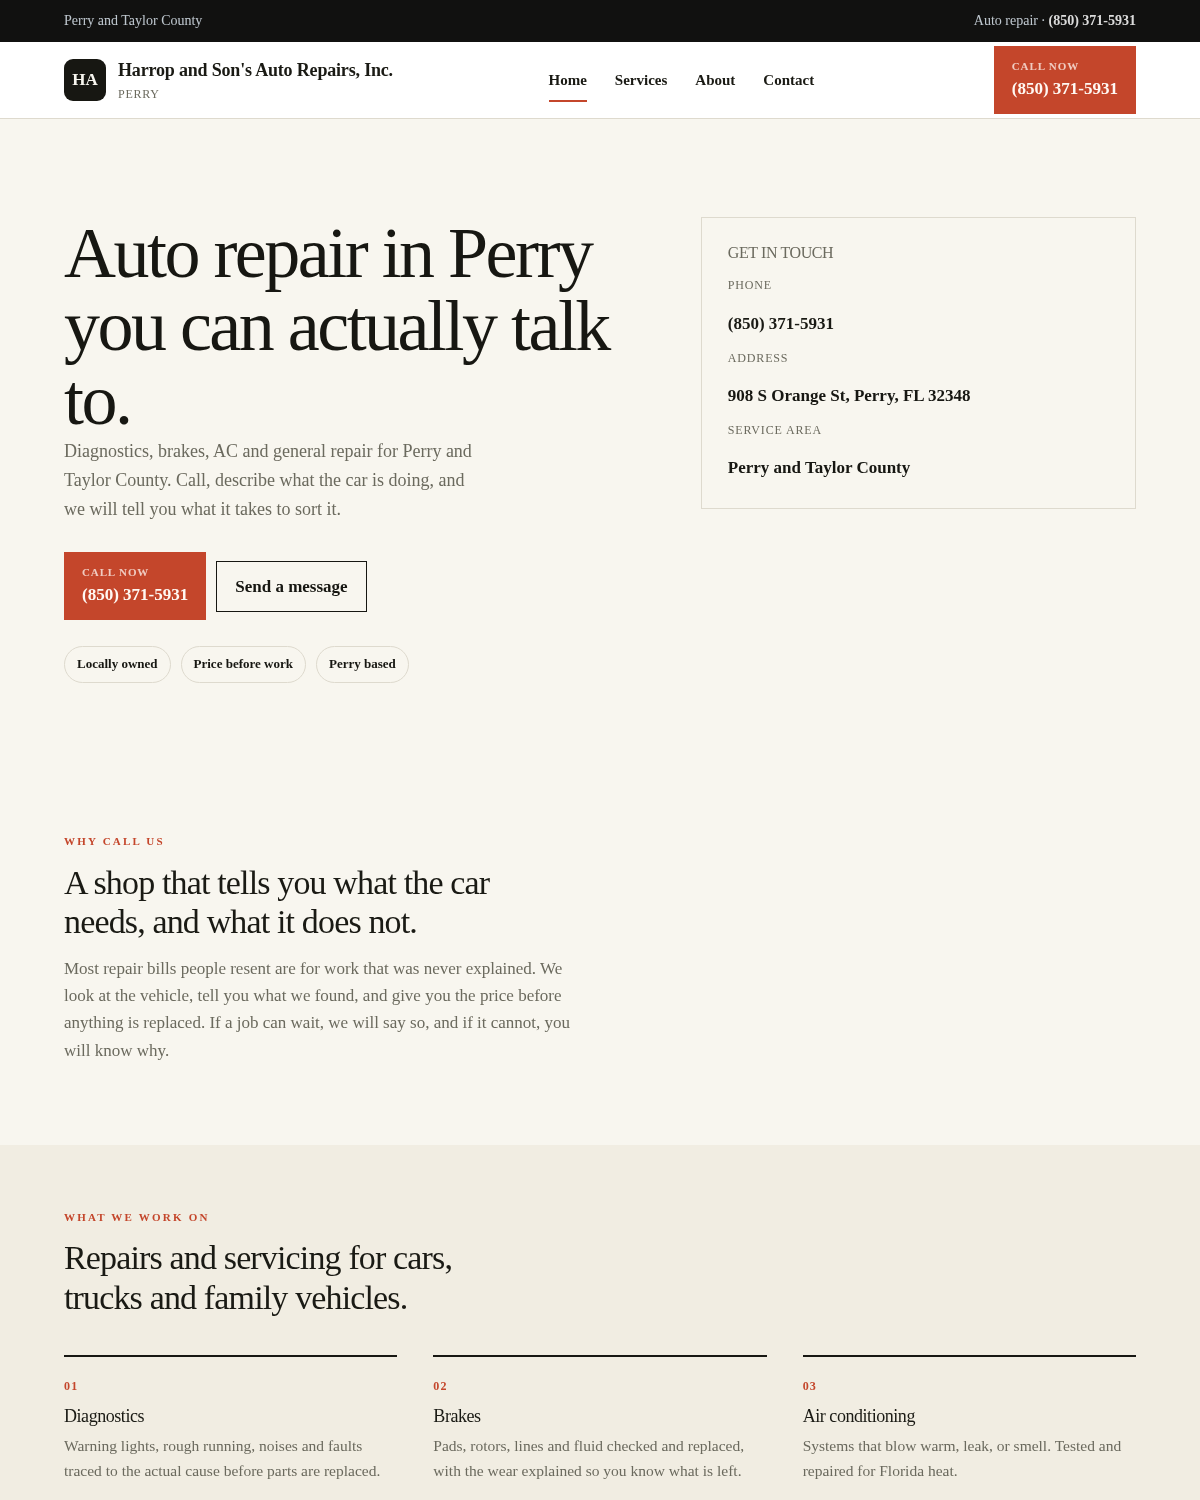 Perry and Taylor County
Auto repair · (850) 371-5931
HA
Harrop and Son's Auto Repairs, Inc.
PERRY
Home
Services
About
Contact
CALL NOW
(850) 371-5931
Auto repair in Perry
you can actually talk
to.
Diagnostics, brakes, AC and general repair for Perry and
Taylor County. Call, describe what the car is doing, and
we will tell you what it takes to sort it.
CALL NOW
(850) 371-5931
Send a message
Locally owned
Price before work
Perry based
GET IN TOUCH
PHONE
(850) 371-5931
ADDRESS
908 S Orange St, Perry, FL 32348
SERVICE AREA
Perry and Taylor County
WHY CALL US
A shop that tells you what the car
needs, and what it does not.
Most repair bills people resent are for work that was never explained. We
look at the vehicle, tell you what we found, and give you the price before
anything is replaced. If a job can wait, we will say so, and if it cannot, you
will know why.
WHAT WE WORK ON
Repairs and servicing for cars,
trucks and family vehicles.
01
Diagnostics
Warning lights, rough running, noises and faults
traced to the actual cause before parts are replaced.
02
Brakes
Pads, rotors, lines and fluid checked and replaced,
with the wear explained so you know what is left.
03
Air conditioning
Systems that blow warm, leak, or smell. Tested and
repaired for Florida heat.